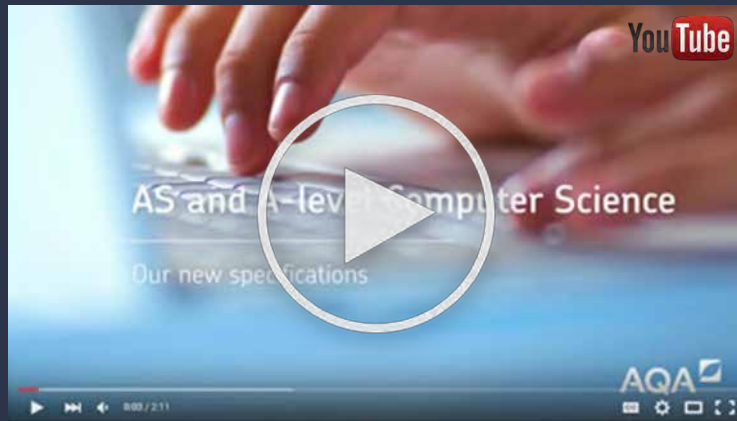 YouTube
AS and A-level Computer Science
Our new specifications
AQA
0:00 / 2:11